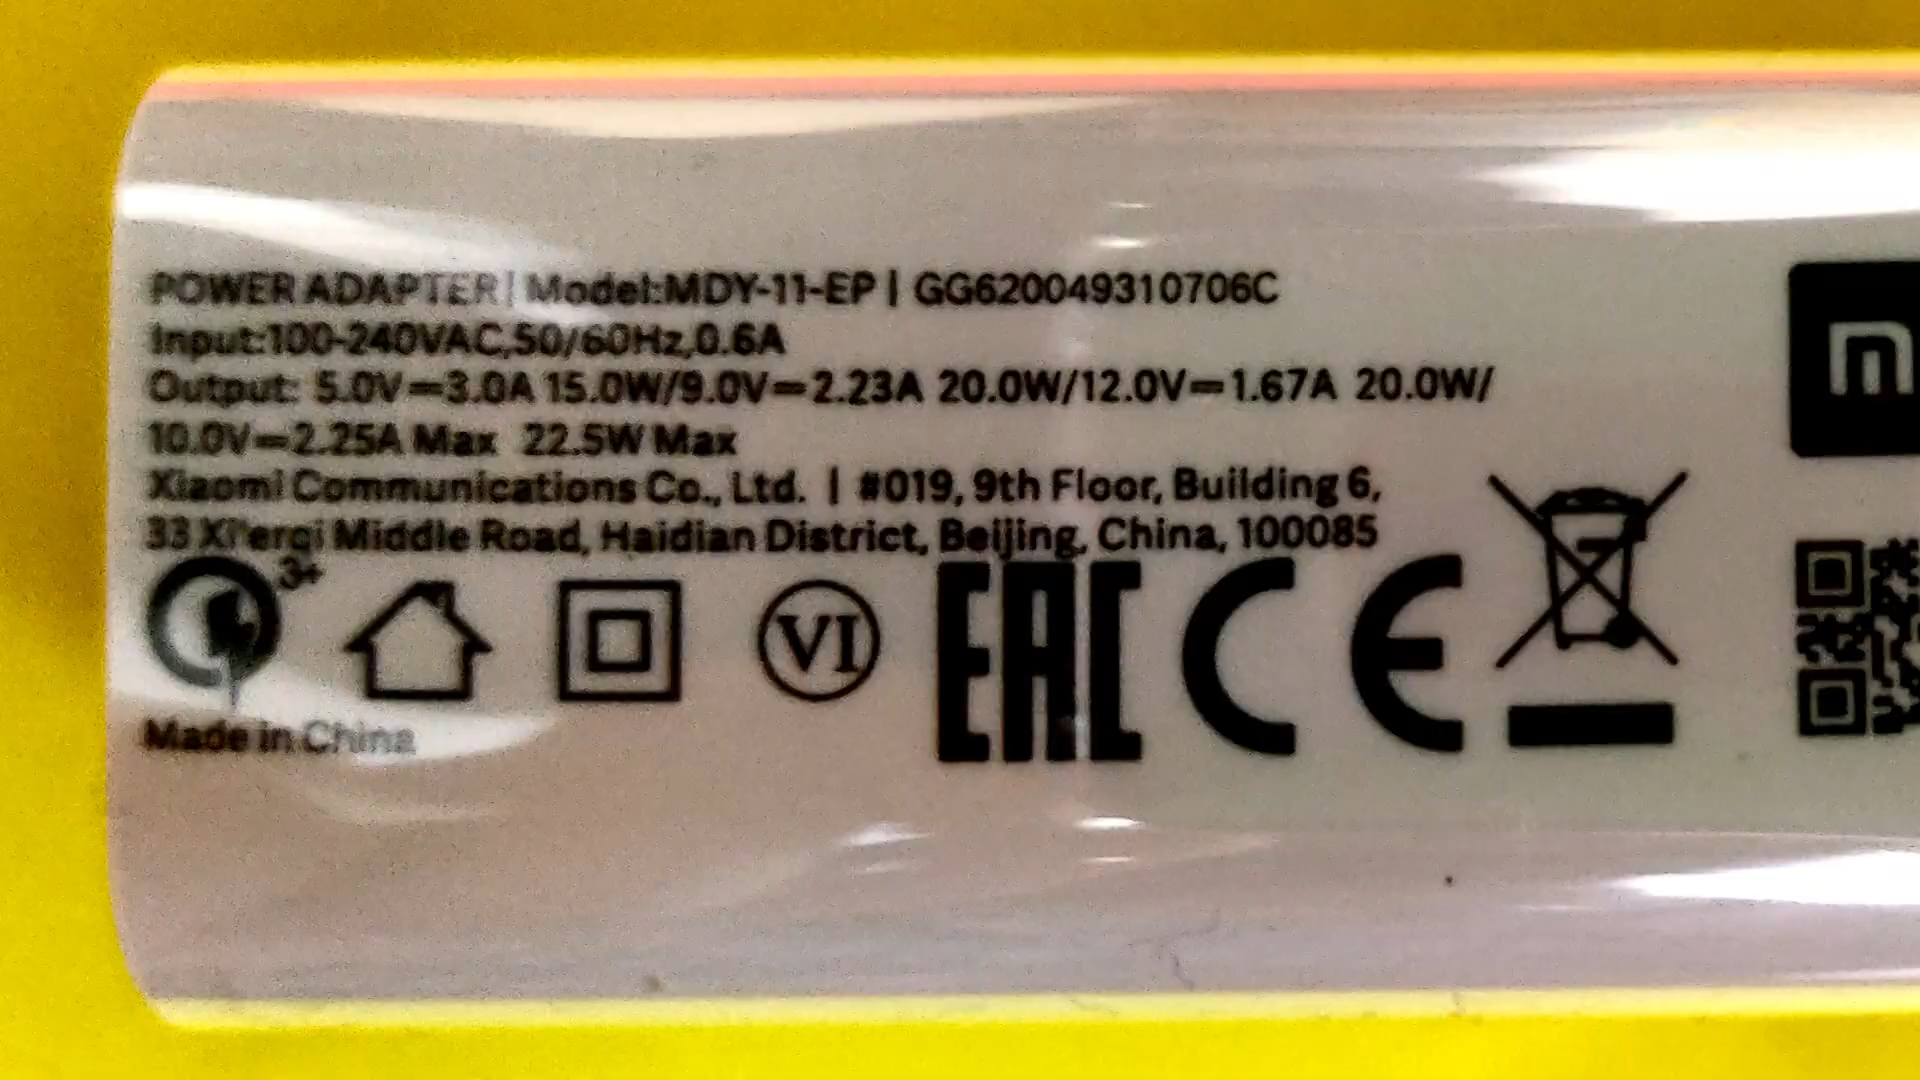 POWER ADAPTER | Model:MDY-11-EP | GG620049310706C
Input:100-240VAC,50/60Hz,0.6A
Output: 5.0V⎓3.0A 15.0W/9.0V⎓2.23A 20.0W/12.0V⎓1.67A 20.0W/
10.0V⎓2.25A Max 22.5W Max
Xiaomi Communications Co., Ltd. | #019, 9th Floor, Building 6,
33 Xi'erqi Middle Road, Haidian District, Beijing, China, 100085
3+
VI
EAC
CE
mi
Made in China